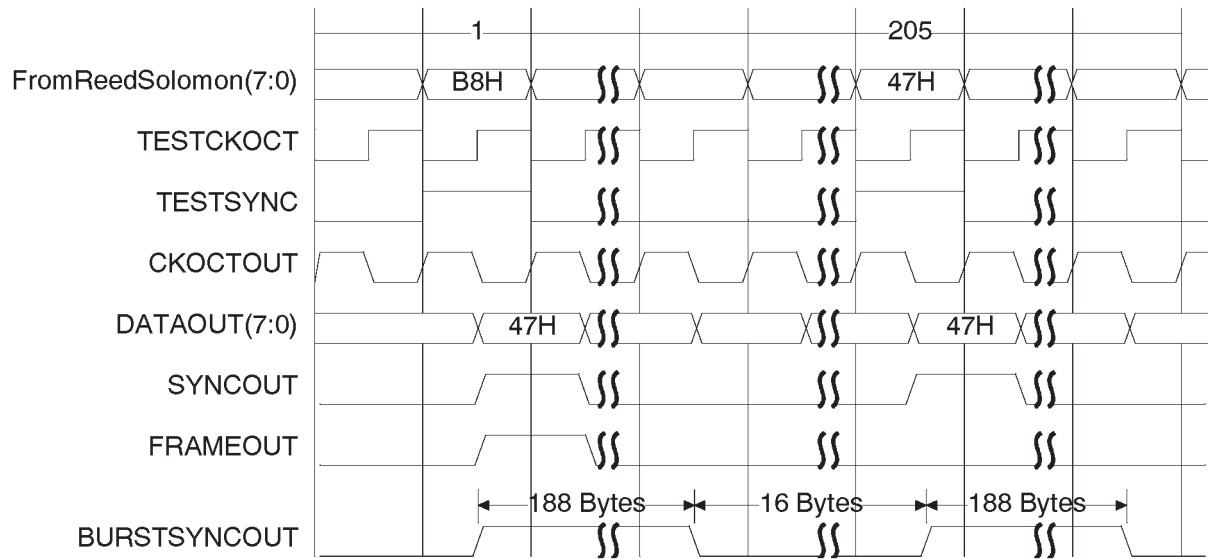 1 205
FromReedSolomon(7:0) B8H 47H
TESTCKOCT
TESTSYNC
CKOCTOUT
DATAOUT(7:0) 47H 47H
SYNCOUT
FRAMEOUT
188 Bytes 16 Bytes 188 Bytes
BURSTSYNCOUT